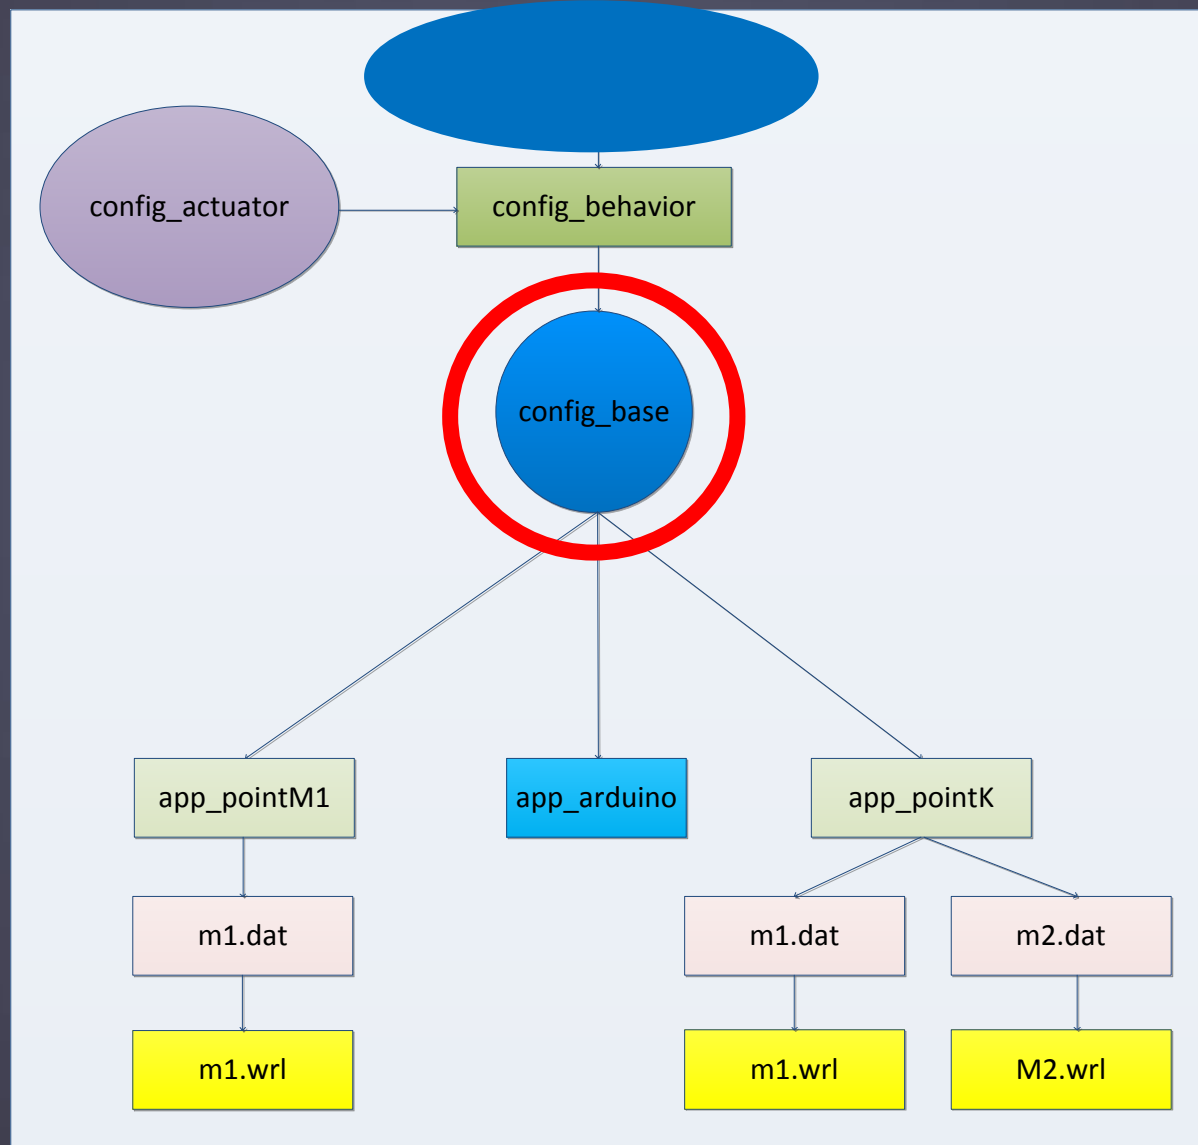 config_actuator
config_behavior
config_base
app_pointM1
app_arduino
app_pointK
m1.dat
m1.dat
m2.dat
m1.wrl
m1.wrl
M2.wrl